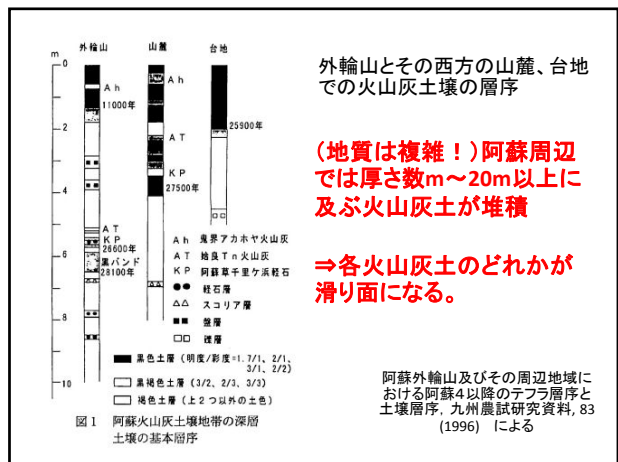 外輪山
山麓
台地
m
0
2
4
6
8
10
Ah
11000年
AT
KP
26600年
黒バンド
28100年
Ah
AT
KP
27500年
25900年
Ah 鬼界アカホヤ火山灰
AT 姶良Tn火山灰
KP 阿蘇草千里ケ浜軽石
●● 軽石層
△△ スコリア層
■■ 盤層
□□ 礫層
黒色土層(明度/彩度=1.7/1、2/1、
3/1、2/2)
黒褐色土層(3/2、2/3、3/3)
褐色土層(上2つ以外の土色)
図1 阿蘇火山灰土壌地帯の深層
土壌の基本層序
外輪山とその西方の山麓、台地
での火山灰土壌の層序
(地質は複雑!)阿蘇周辺
では厚さ数m~20m以上に
及ぶ火山灰土が堆積
⇒各火山灰土のどれかが
滑り面になる。
阿蘇外輪山及びその周辺地域に
おける阿蘇4以降のテフラ層序と
土壌層序, 九州農試研究資料, 83
(1996) による